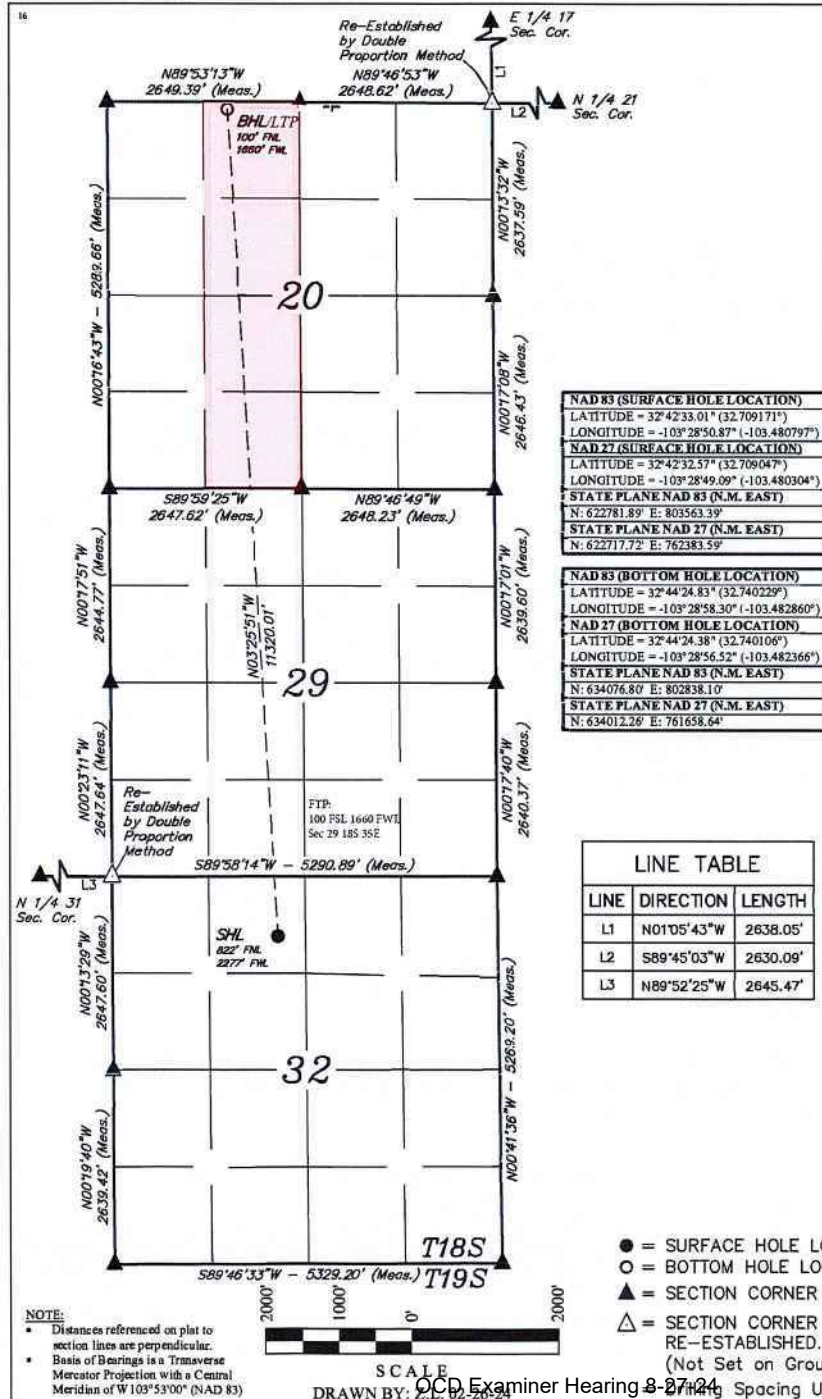 16
Re-Established
by Double
Proportion Method
E 1/4 17
Sec. Cor.
L1
N89°53'13"W
2649.39' (Meas.)
N89°46'53"W
2648.62' (Meas.)
L2
N 1/4 21
Sec. Cor.
BHL/LTP
100' FNL
1660' FWL
N00°13'32"W
2637.59' (Meas.)
N00°16'43"W – 5289.66' (Meas.)
20
N00°17'08"W
2646.43' (Meas.)
S89°59'25"W
2647.62' (Meas.)
N89°46'49"W
2648.23' (Meas.)
NAD 83 (SURFACE HOLE LOCATION)
LATITUDE = 32°42'33.01" (32.709171°)
LONGITUDE = -103°28'50.87" (-103.480797°)
NAD 27 (SURFACE HOLE LOCATION)
LATITUDE = 32°42'32.57" (32.709047°)
LONGITUDE = -103°28'49.09" (-103.480304°)
STATE PLANE NAD 83 (N.M. EAST)
N: 622781.89' E: 803563.39'
STATE PLANE NAD 27 (N.M. EAST)
N: 622717.72' E: 762383.59'
NAD 83 (BOTTOM HOLE LOCATION)
LATITUDE = 32°44'24.83" (32.740229°)
LONGITUDE = -103°28'58.30" (-103.482860°)
NAD 27 (BOTTOM HOLE LOCATION)
LATITUDE = 32°44'24.38" (32.740106°)
LONGITUDE = -103°28'56.52" (-103.482366°)
STATE PLANE NAD 83 (N.M. EAST)
N: 634076.80' E: 802838.10'
STATE PLANE NAD 27 (N.M. EAST)
N: 634012.26' E: 761658.64'
N00°17'51"W
2644.77' (Meas.)
N00°17'01"W
2639.60' (Meas.)
N03°25'51"W
11320.01'
29
N00°23'11"W
2647.64' (Meas.)
N00°17'40"W
2640.37' (Meas.)
Re-
Established
by Double
Proportion
Method
FTP:
100 FSL 1660 FWL
Sec 29 18S 35E
S89°58'14"W – 5290.89' (Meas.)
L3
N 1/4 31
Sec. Cor.
SHL
822' FNL
2277' FWL
N00°13'29"W
2647.60' (Meas.)
32
N00°41'36"W – 5269.20' (Meas.)
N00°19'40"W
2639.42' (Meas.)
LINE TABLE
LINE DIRECTION LENGTH
L1 N01°05'43"W 2638.05'
L2 S89°45'03"W 2630.09'
L3 N89°52'25"W 2645.47'
T18S
S89°46'33"W – 5329.20' (Meas.) T19S
● = SURFACE HOLE LO
○ = BOTTOM HOLE LO
▲ = SECTION CORNER
△ = SECTION CORNER
RE-ESTABLISHED.
(Not Set on Grou
= Drilling Spacing U
NOTE:
• Distances referenced on plat to
section lines are perpendicular.
• Basis of Bearings is a Transverse
Mercator Projection with a Central
Meridian of W103°53'00" (NAD 83)
2000' 1000' 0' 2000'
SCALE
DRAWN BY: Z.L. 02-26-24
OCD Examiner Hearing 8-27-24